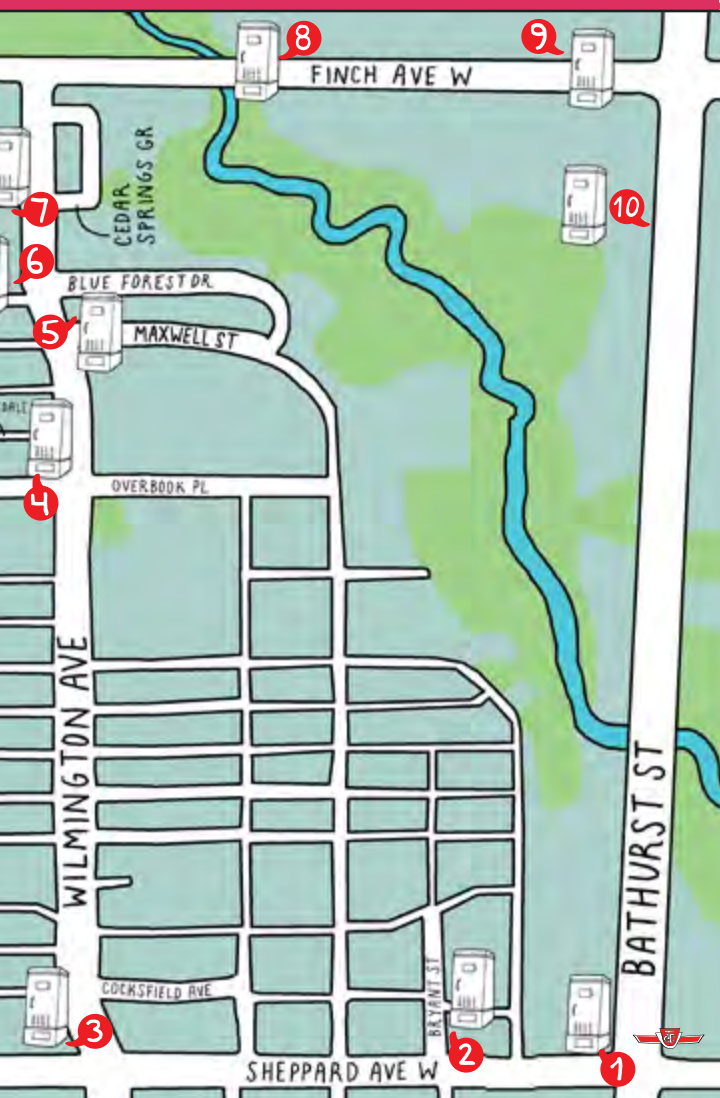 8
9
FINCH AVE W
7
CEDAR
SPRINGS GR
10
6
BLUE FOREST DR
5
MAXWELL ST
DALE
4
OVERBOOK PL
WILMINGTON AVE
BATHURST ST
COCKSFIELD AVE
BRYANT ST
3
2
SHEPPARD AVE W
1